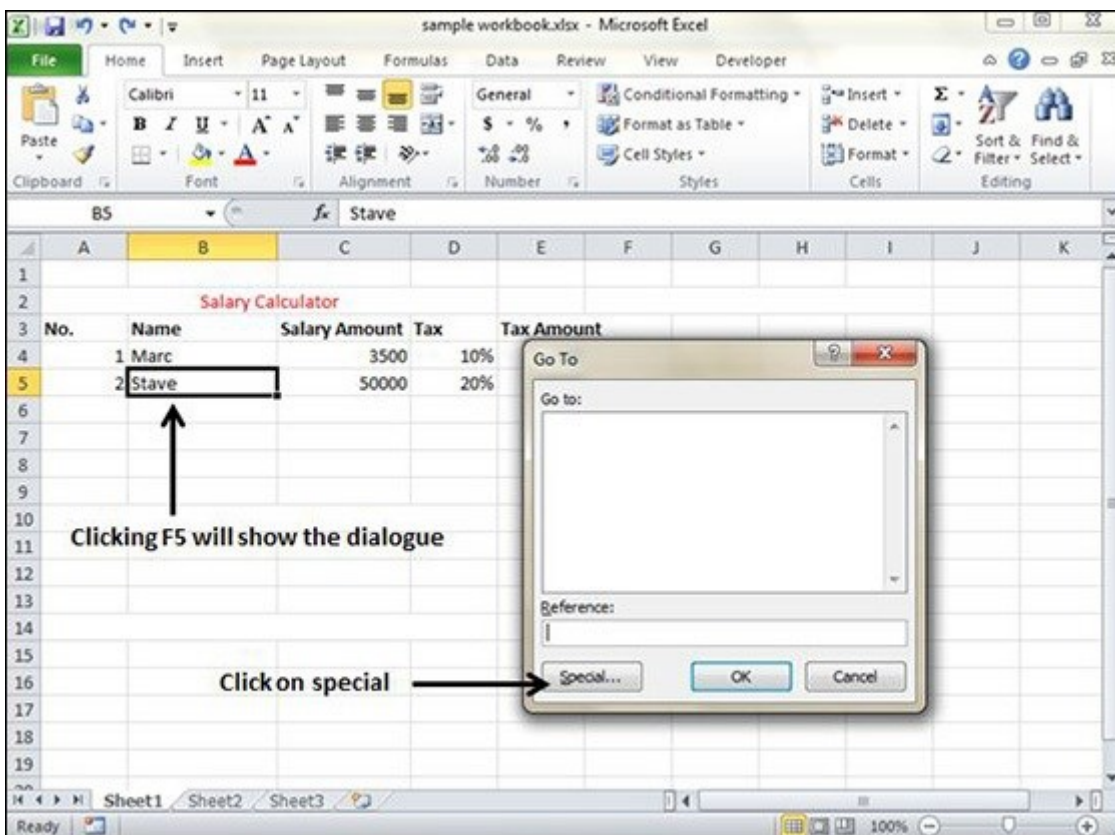 sample workbook.xlsx - Microsoft Excel
File Home Insert Page Layout Formulas Data Review View Developer
Calibri 11 General Conditional Formatting Insert Σ
Paste B I U A A $ % , Format as Table Delete Sort & Find &
Cell Styles Format Filter Select
Clipboard Font Alignment Number Styles Cells Editing
B5 fx Stave
A B C D E F G H I J K
1
2 Salary Calculator
3 No. Name Salary Amount Tax Tax Amount
4 1 Marc 3500 10%
5 2 Stave 50000 20%
6
7
8
9
10
11
12
13
14
15
16
17
18
19
Clicking F5 will show the dialogue
Go To
Go to:
Reference:
Special... OK Cancel
Click on special
Sheet1 Sheet2 Sheet3
Ready 100%